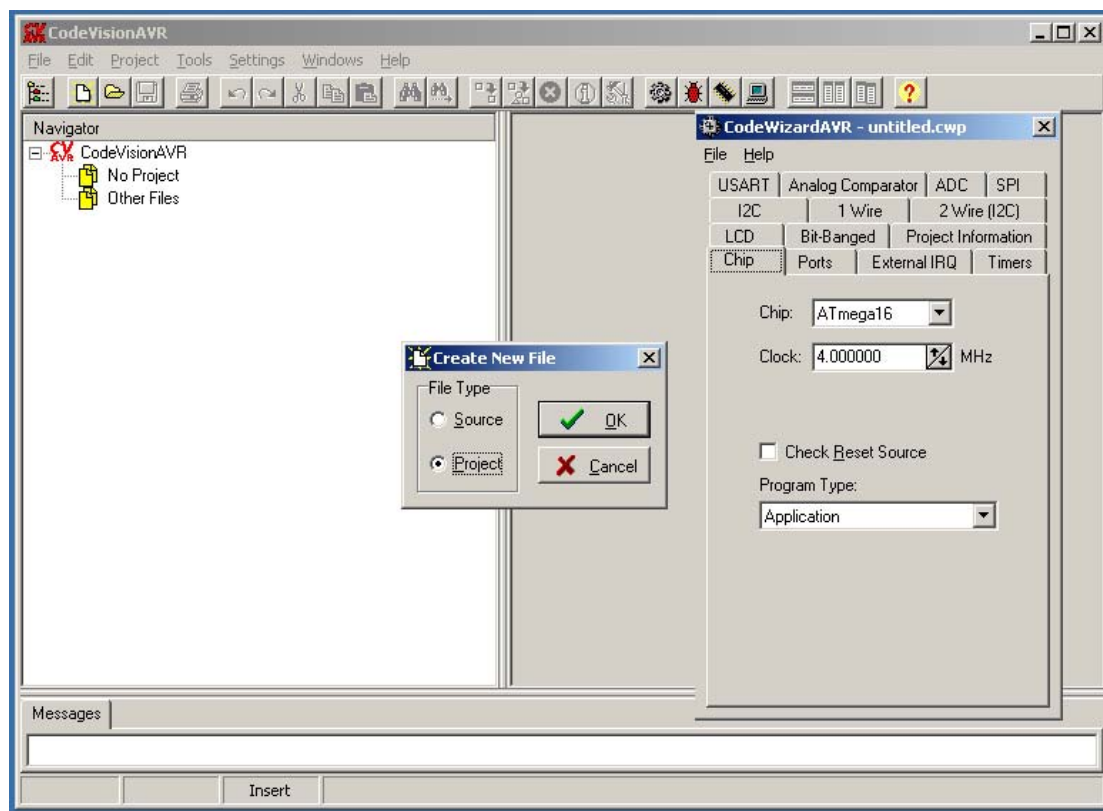 CodeVisionAVR
File Edit Project Tools Settings Windows Help
Navigator
CodeVisionAVR
No Project
Other Files
Create New File
File Type
Source
Project
OK
Cancel
CodeWizardAVR - untitled.cwp
File Help
USART Analog Comparator ADC SPI
I2C 1 Wire 2 Wire (I2C)
LCD Bit-Banged Project Information
Chip Ports External IRQ Timers
Chip: ATmega16
Clock: 4.000000 MHz
Check Reset Source
Program Type:
Application
Messages
Insert